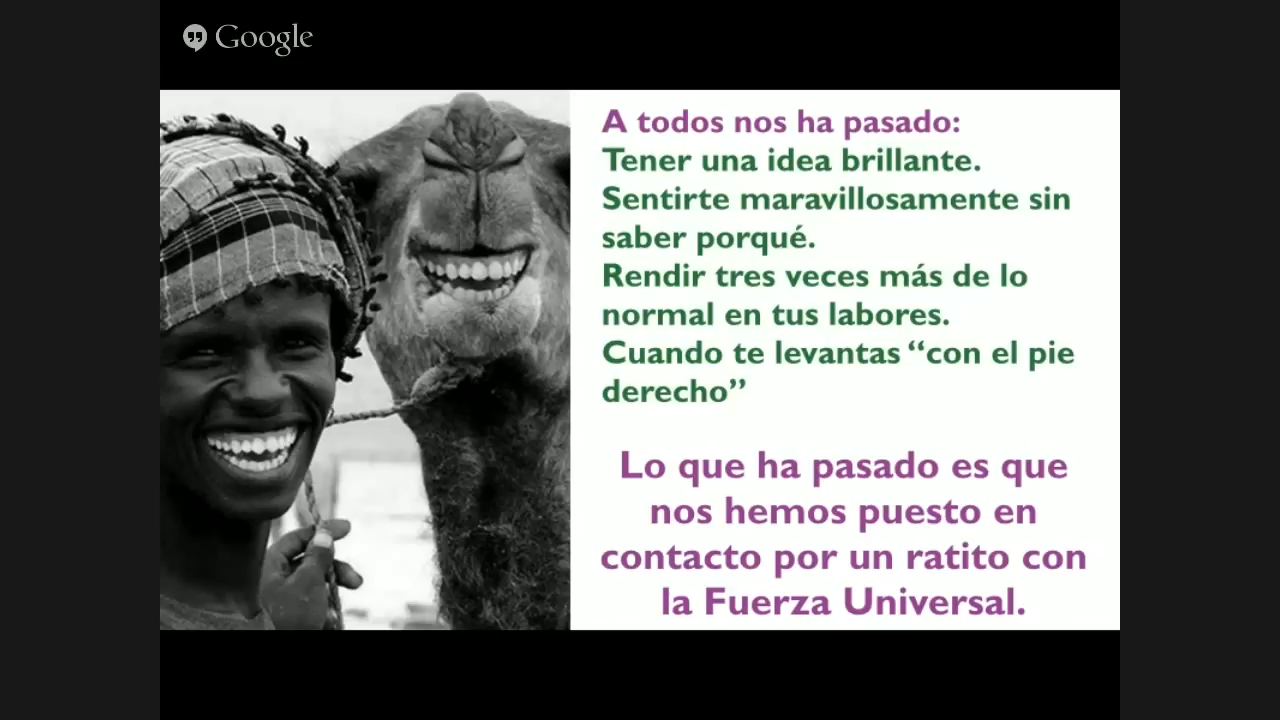 Google
A todos nos ha pasado:
Tener una idea brillante.
Sentirte maravillosamente sin
saber porqué.
Rendir tres veces más de lo
normal en tus labores.
Cuando te levantas “con el pie
derecho”
Lo que ha pasado es que
nos hemos puesto en
contacto por un ratito con
la Fuerza Universal.